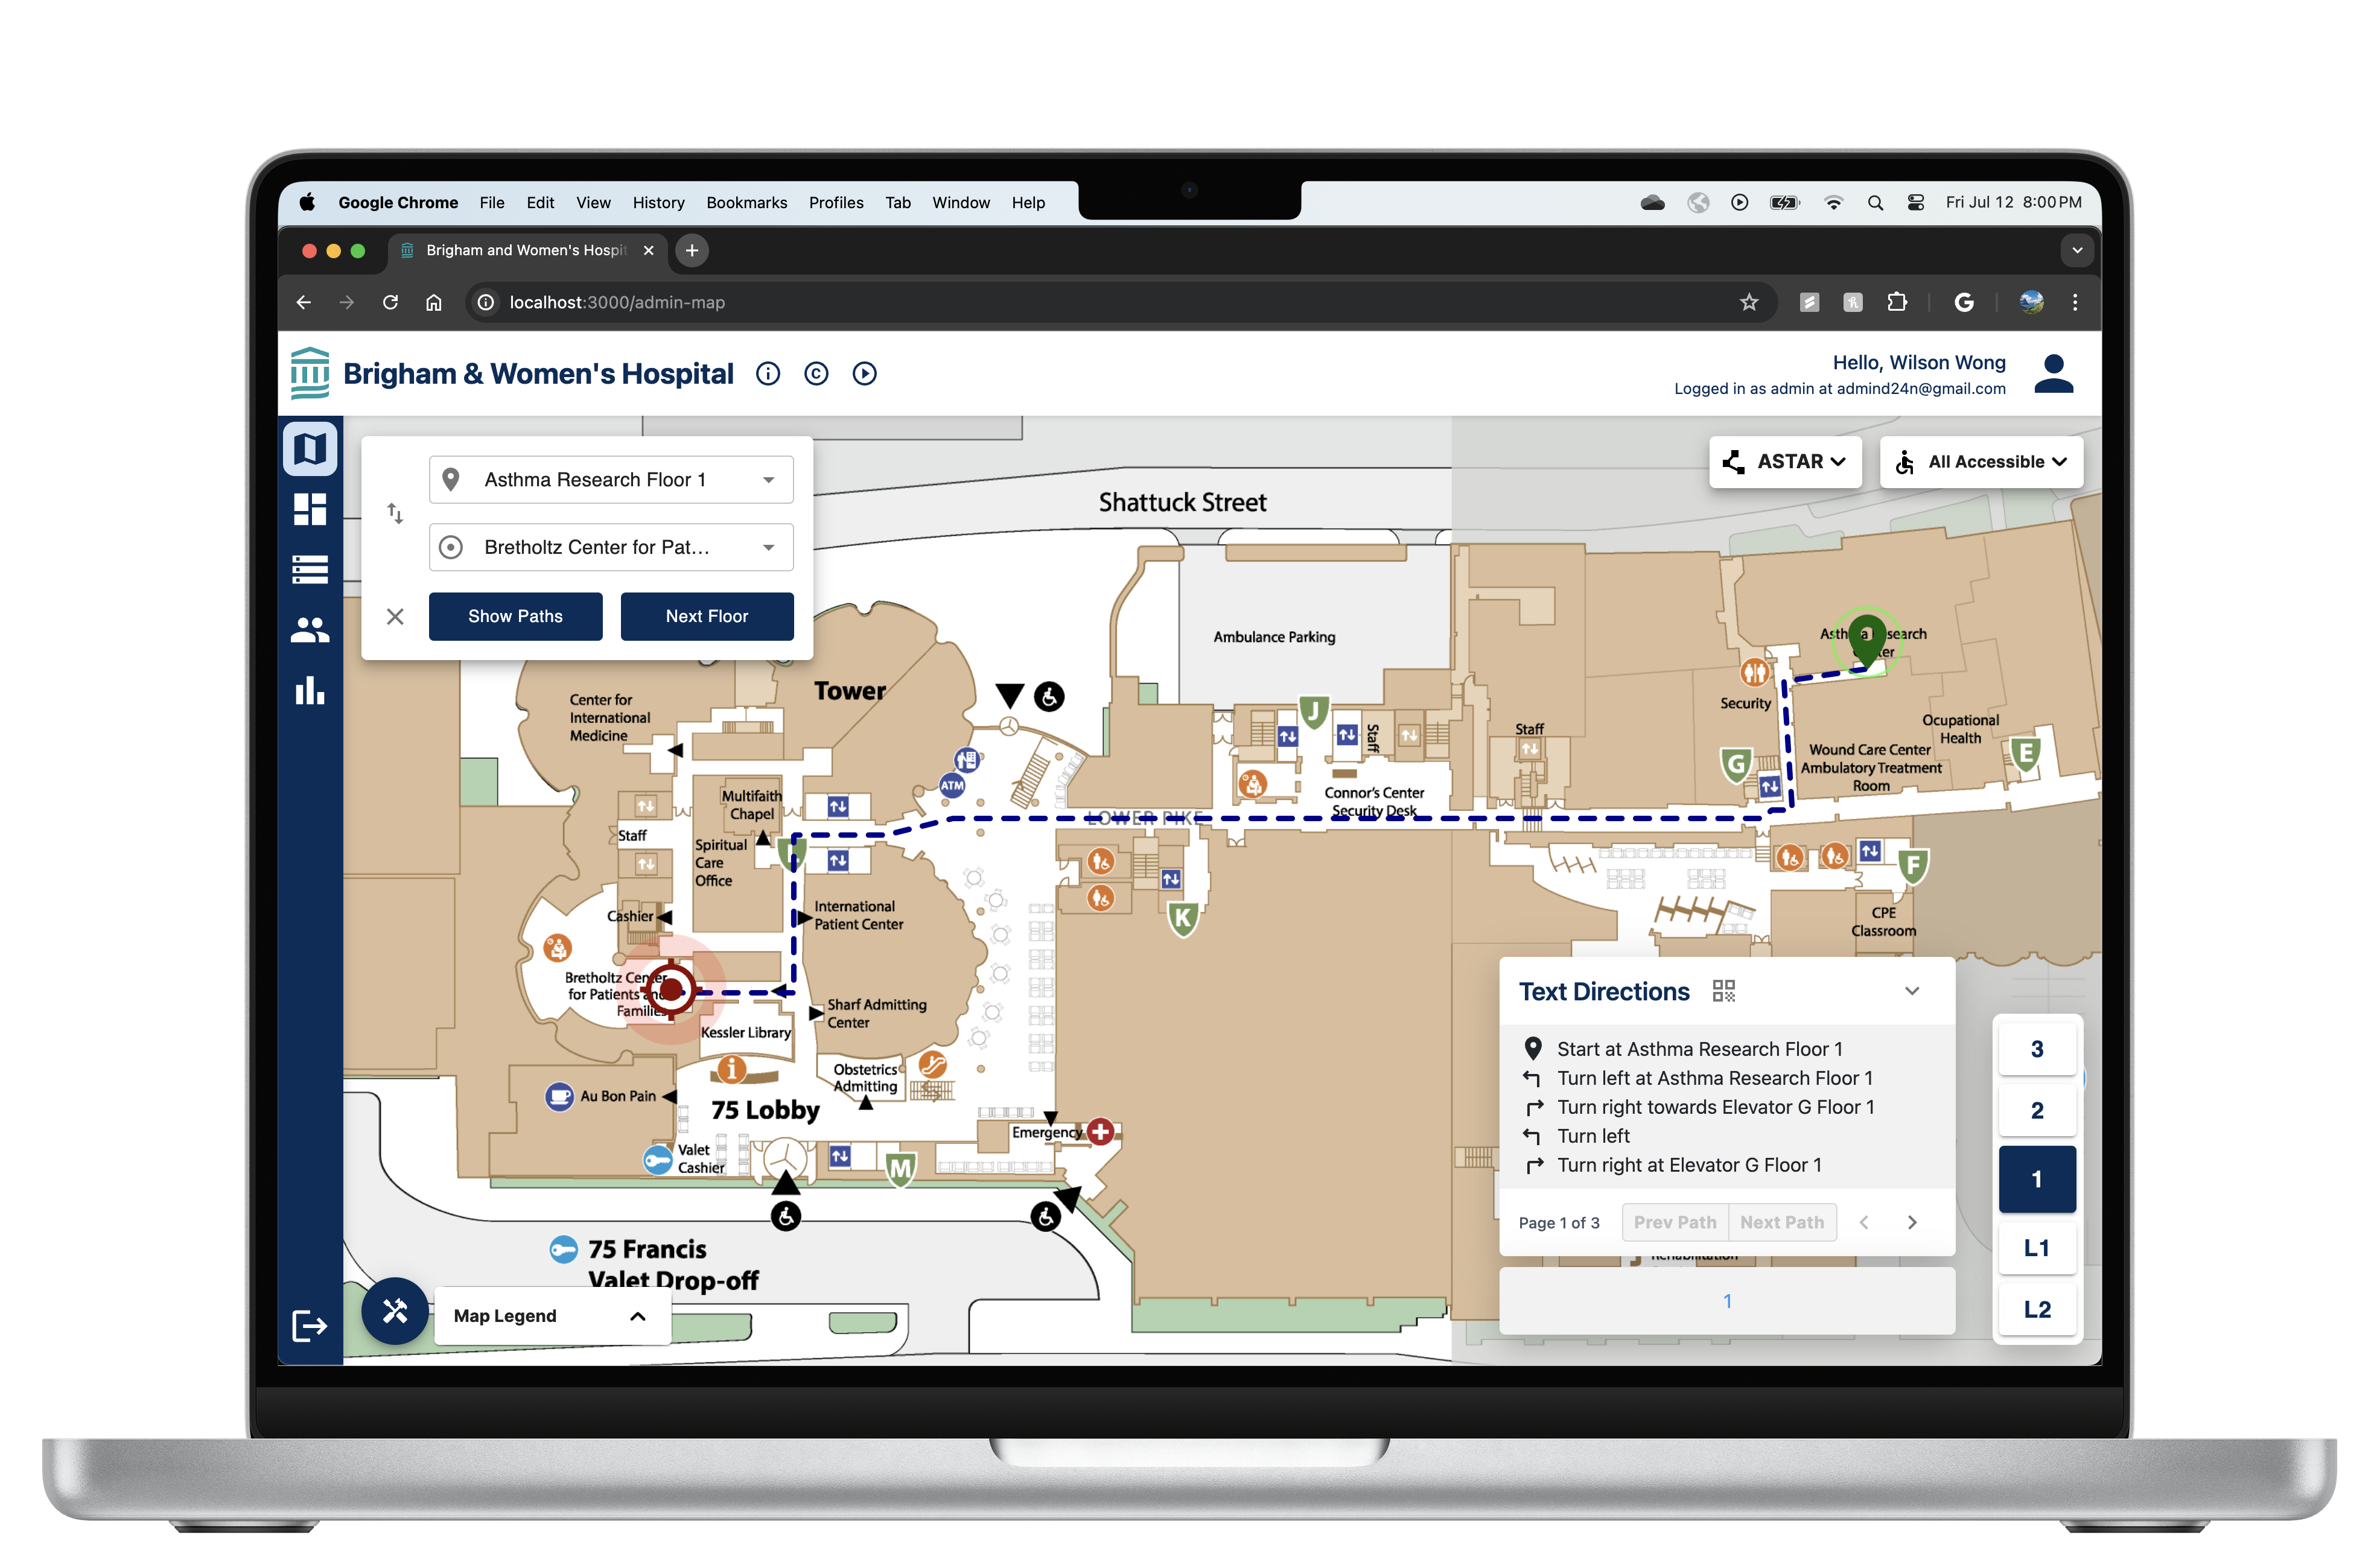 Google Chrome File Edit View History Bookmarks Profiles Tab Window Help
Fri Jul 12 8:00 PM
Brigham and Women's Hospit
localhost:3000/admin-map
Brigham & Women's Hospital
Hello, Wilson Wong
Logged in as admin at admind24n@gmail.com
Asthma Research Floor 1
Bretholtz Center for Pat...
Show Paths
Next Floor
ASTAR
All Accessible
Shattuck Street
Ambulance Parking
Tower
Center for
International
Medicine
Security
Staff
J
Staff
G
E
Ocupational
Health
Wound Care Center
Ambulatory Treatment
Room
ATM
Multifaith
Chapel
Connor's Center
Security Desk
LOWER PIKE
Staff
Spiritual
Care
Office
K
F
Cashier
International
Patient Center
CPE
Classroom
Bretholtz Center
for Patients and
Families
Sharf Admitting
Center
Kessler Library
i
Obstetrics
Admitting
Au Bon Pain
75 Lobby
Emergency
Valet
Cashier
M
75 Francis
Valet Drop-off
Map Legend
Text Directions
Start at Asthma Research Floor 1
Turn left at Asthma Research Floor 1
Turn right towards Elevator G Floor 1
Turn left
Turn right at Elevator G Floor 1
Page 1 of 3
Prev Path
Next Path
Rehabilitation
1
3
2
1
L1
L2